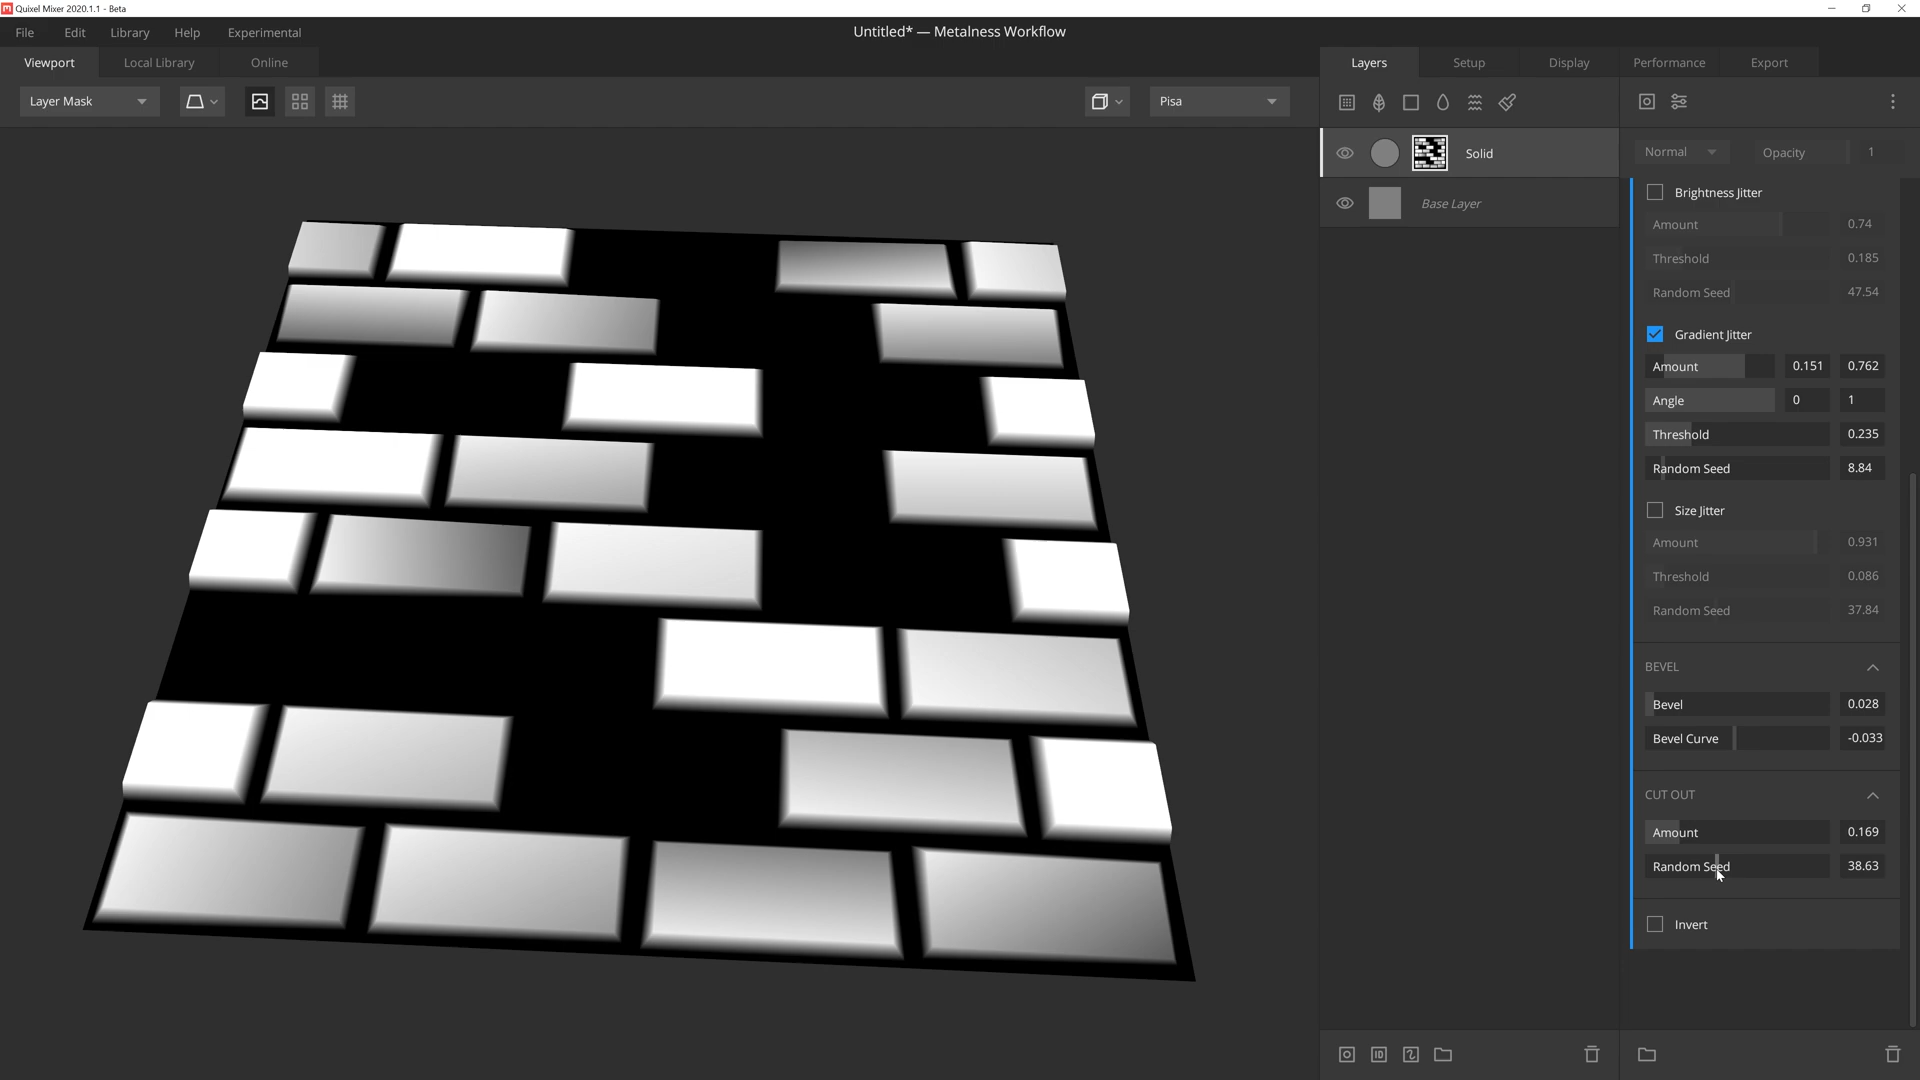 Quixel Mixer 2020.1.1 - Beta
File Edit Library Help Experimental
Untitled* — Metalness Workflow
Viewport Local Library Online
Layers Setup Display Performance Export
Layer Mask
Pisa
Solid
Base Layer
Normal Opacity 1
Brightness Jitter
Amount 0.74
Threshold 0.185
Random Seed 47.54
Gradient Jitter
Amount 0.151 0.762
Angle 0 1
Threshold 0.235
Random Seed 8.84
Size Jitter
Amount 0.931
Threshold 0.086
Random Seed 37.84
BEVEL
Bevel 0.028
Bevel Curve -0.033
CUT OUT
Amount 0.169
Random Seed 38.63
Invert
ID